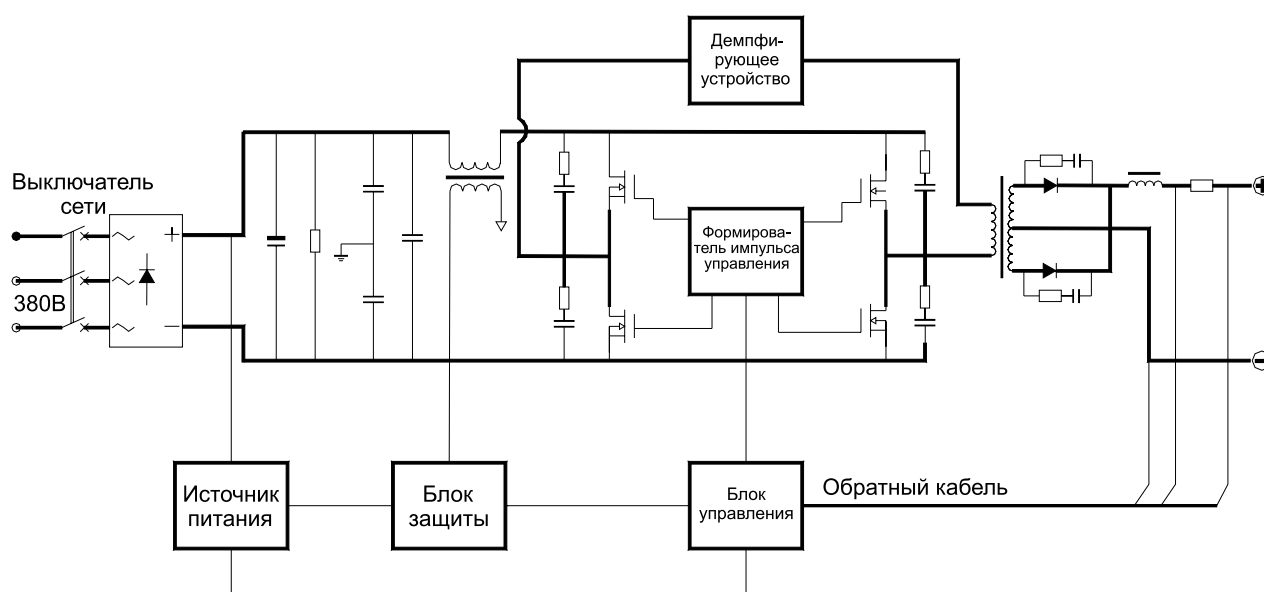 Демпфи-
рующее
устройство
Выключатель
сети
+
–
380В
Формирова-
тель импульса
управления
+
–
Источник
питания
Блок
защиты
Блок
управления
Обратный кабель